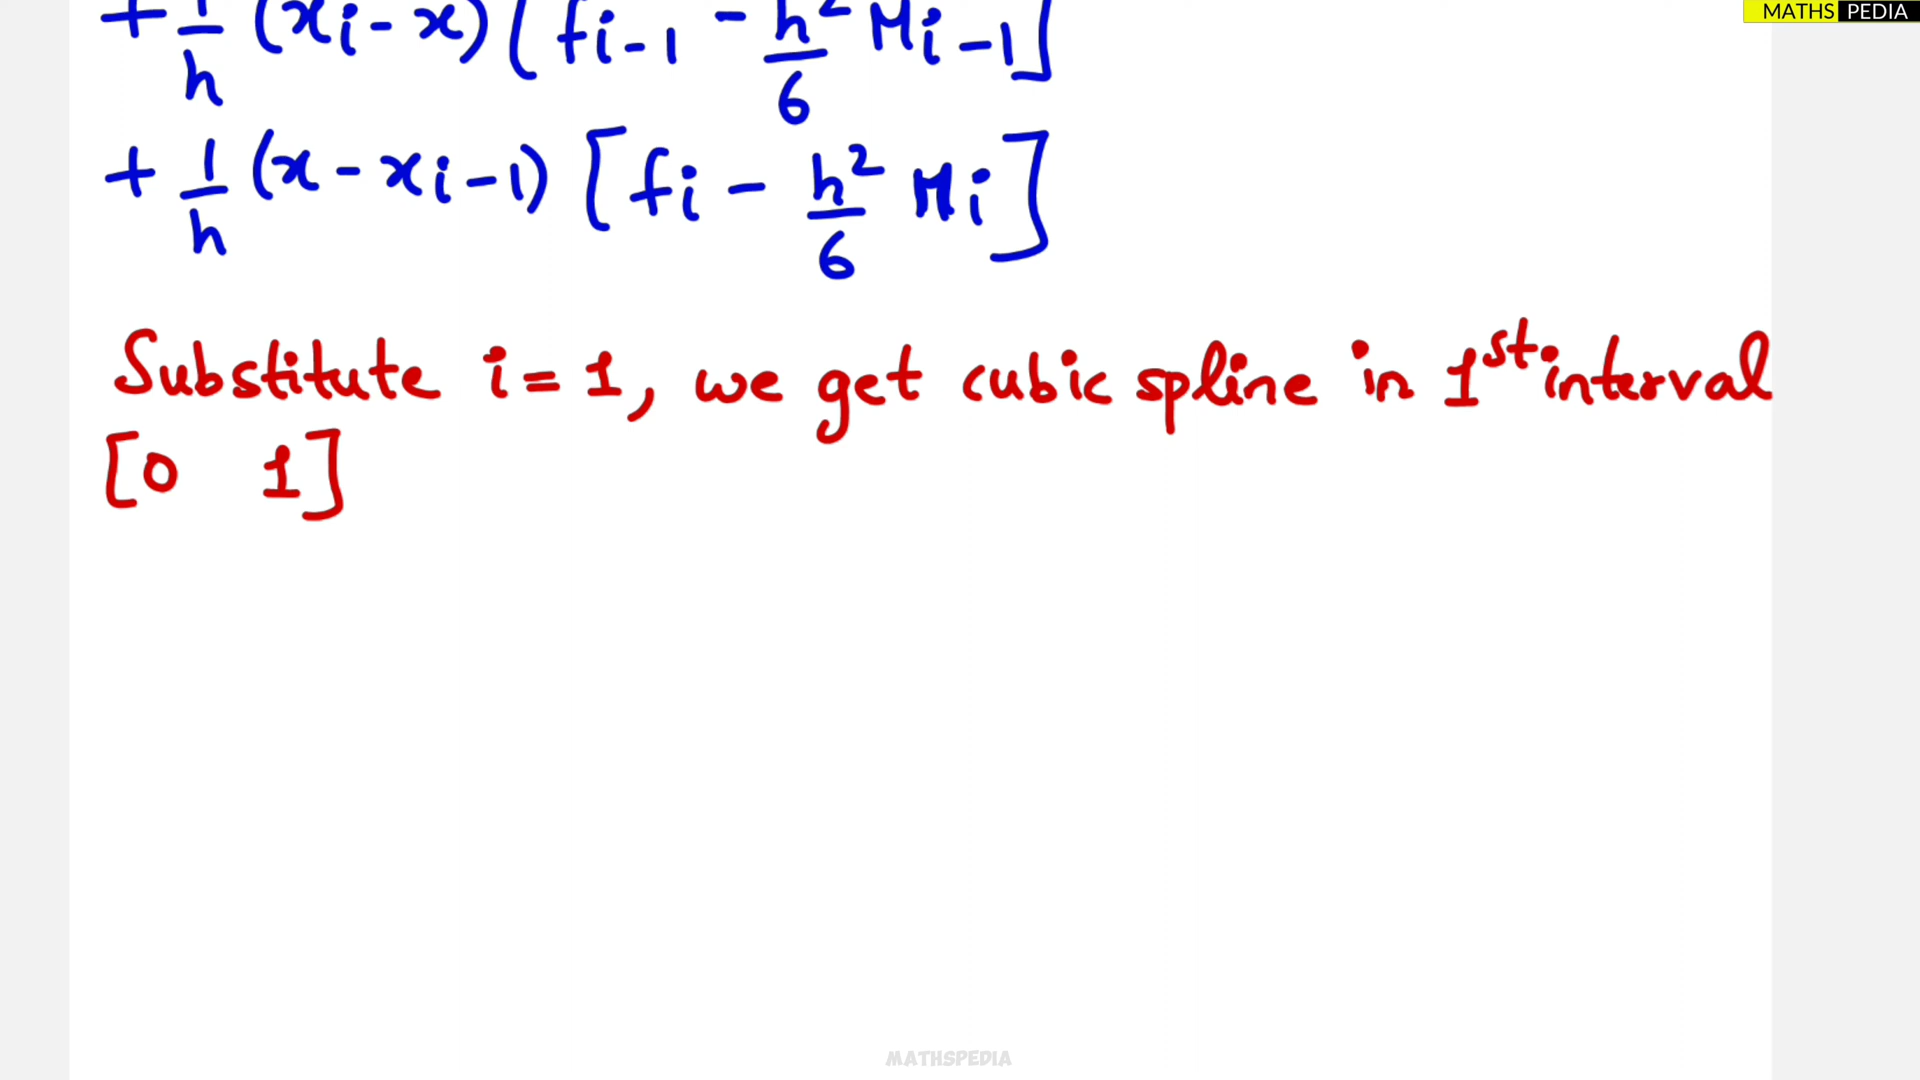 MATHS PEDIA
+ 1/h (xi - x) [fi-1 - h²/6 Mi-1]
+ 1/h (x - xi-1) [fi - h²/6 Mi]
Substitute i = 1, we get cubic spline in 1st interval
[0 1]
MATHSPEDIA